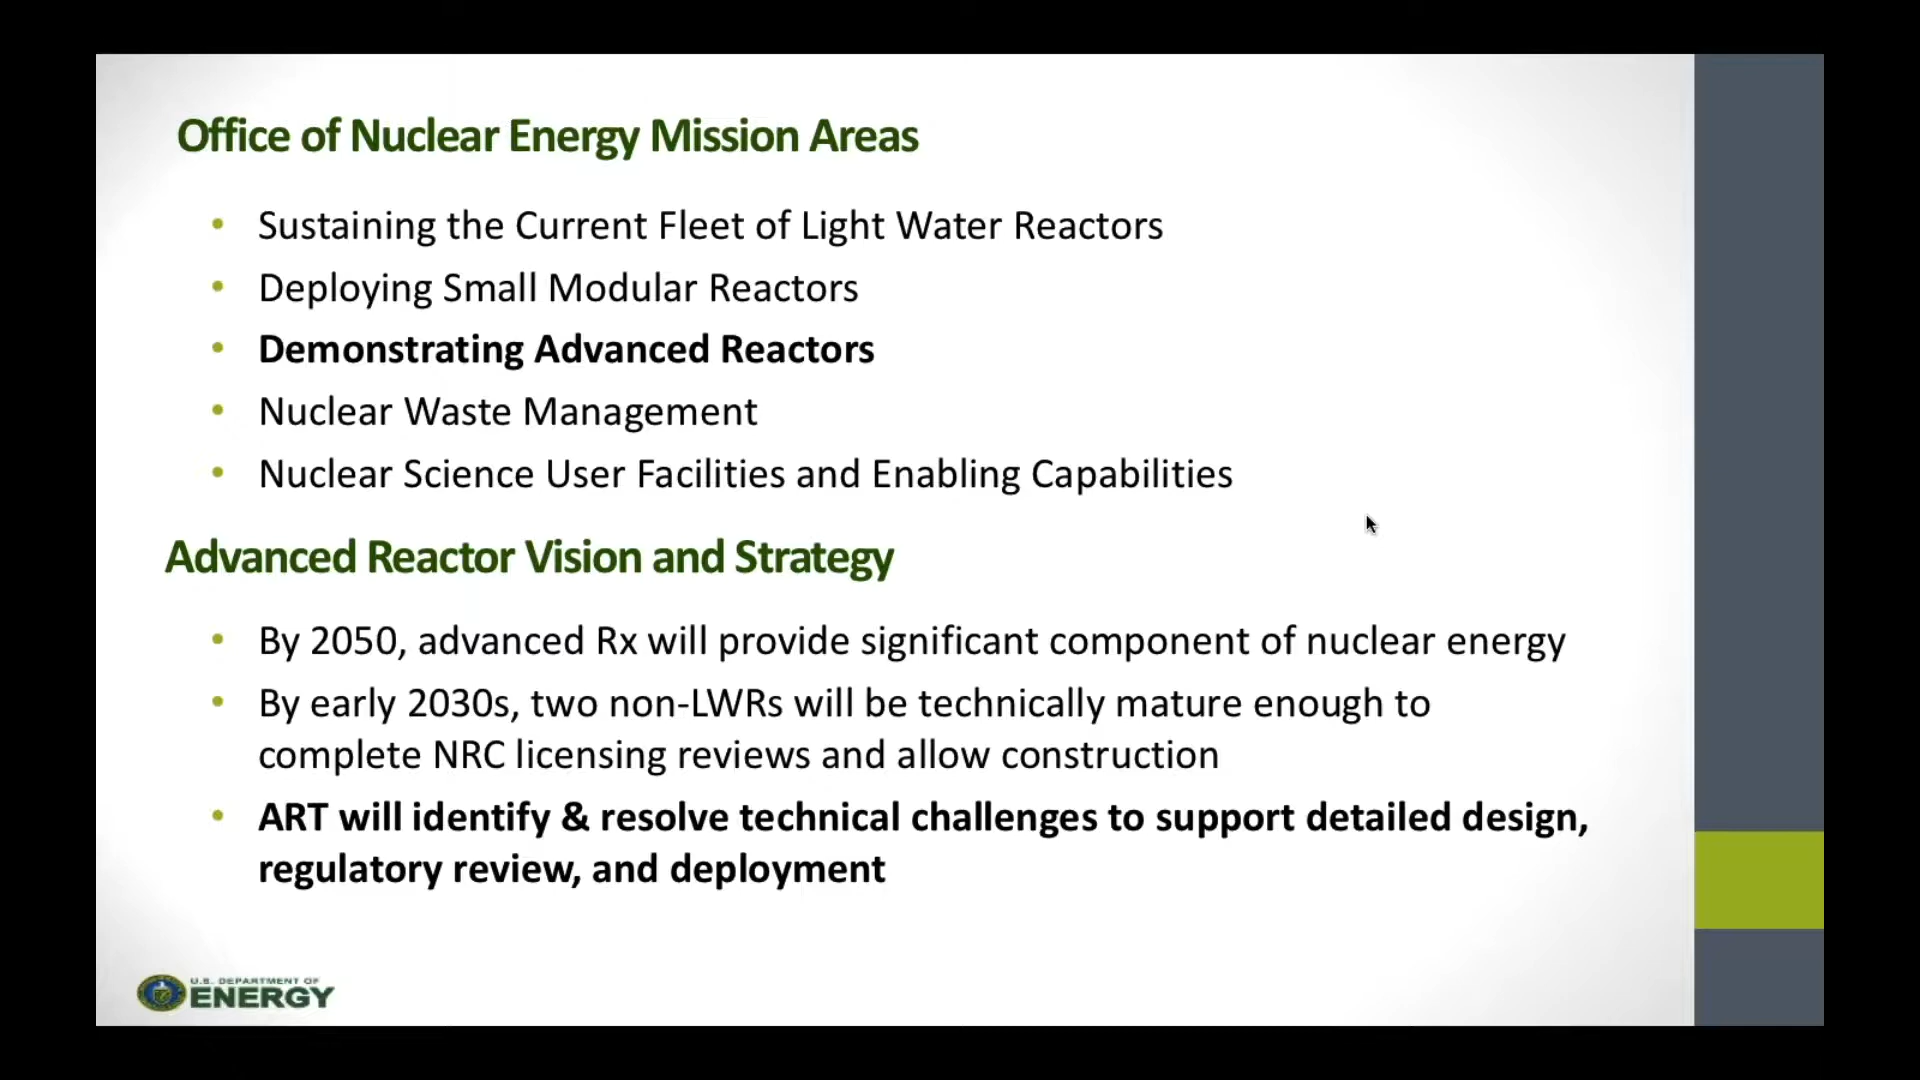 Office of Nuclear Energy Mission Areas
• Sustaining the Current Fleet of Light Water Reactors
• Deploying Small Modular Reactors
• Demonstrating Advanced Reactors
• Nuclear Waste Management
• Nuclear Science User Facilities and Enabling Capabilities
Advanced Reactor Vision and Strategy
• By 2050, advanced Rx will provide significant component of nuclear energy
• By early 2030s, two non-LWRs will be technically mature enough to
complete NRC licensing reviews and allow construction
• ART will identify & resolve technical challenges to support detailed design,
regulatory review, and deployment
U.S. DEPARTMENT OF
ENERGY